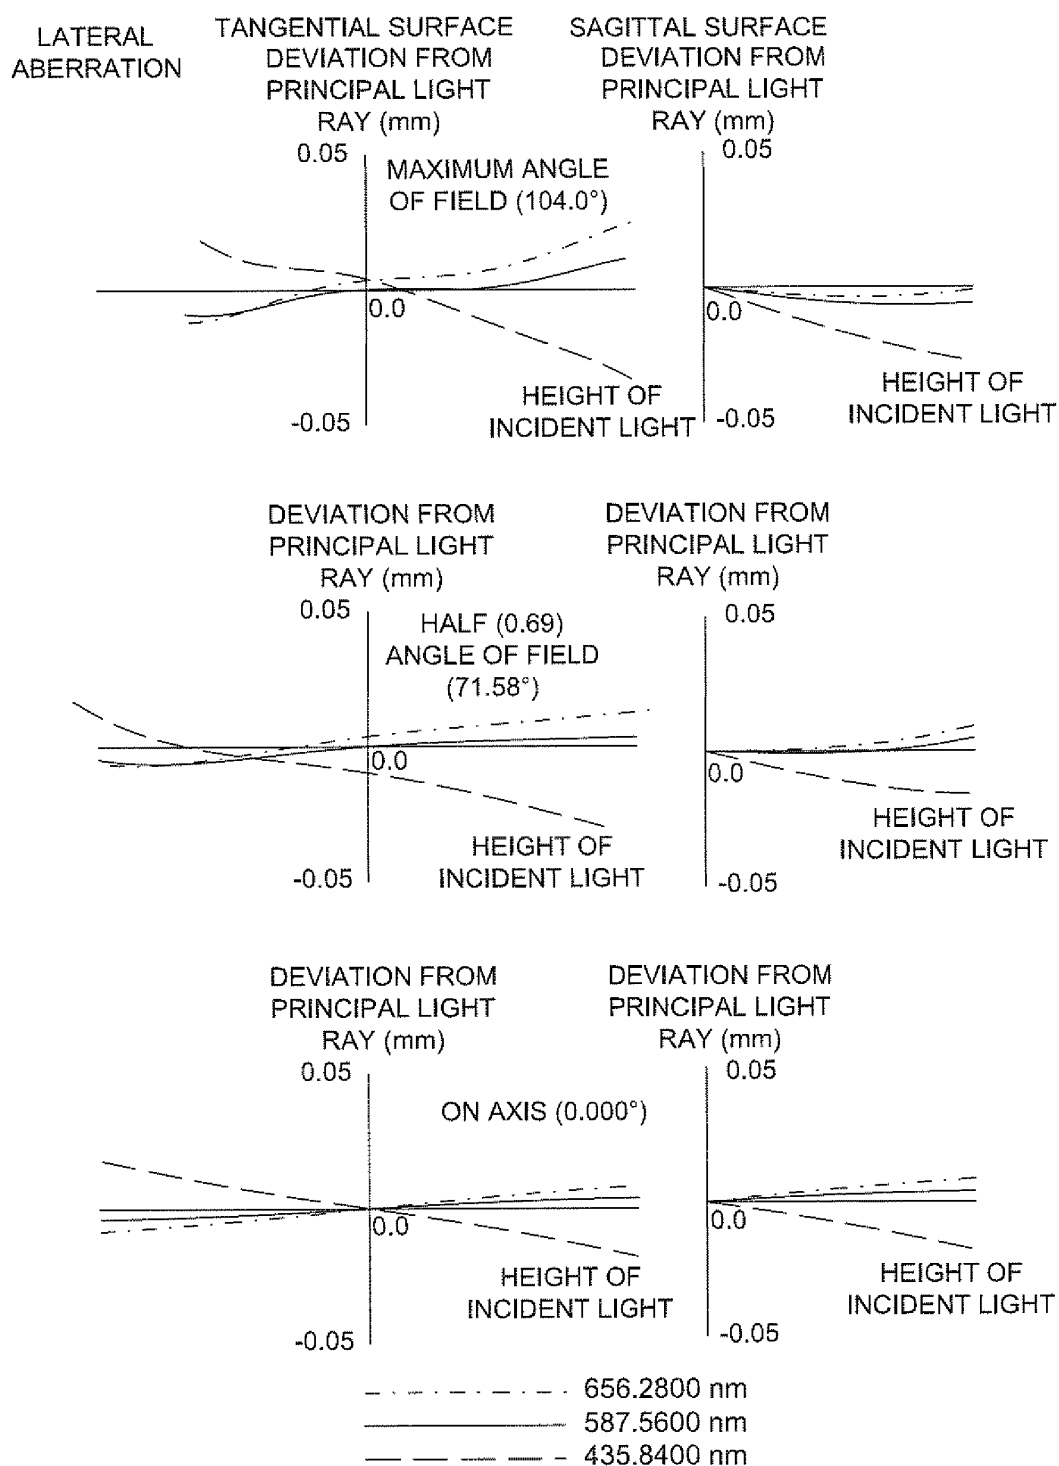 LATERAL
ABERRATION
TANGENTIAL SURFACE
DEVIATION FROM
PRINCIPAL LIGHT
RAY (mm)
SAGITTAL SURFACE
DEVIATION FROM
PRINCIPAL LIGHT
RAY (mm)
0.05
MAXIMUM ANGLE
OF FIELD (104.0°)
0.0
-0.05
HEIGHT OF
INCIDENT LIGHT
0.05
0.0
-0.05
HEIGHT OF
INCIDENT LIGHT
DEVIATION FROM
PRINCIPAL LIGHT
RAY (mm)
0.05
HALF (0.69)
ANGLE OF FIELD
(71.58°)
0.0
-0.05
HEIGHT OF
INCIDENT LIGHT
DEVIATION FROM
PRINCIPAL LIGHT
RAY (mm)
0.05
0.0
-0.05
HEIGHT OF
INCIDENT LIGHT
DEVIATION FROM
PRINCIPAL LIGHT
RAY (mm)
0.05
ON AXIS (0.000°)
0.0
-0.05
HEIGHT OF
INCIDENT LIGHT
DEVIATION FROM
PRINCIPAL LIGHT
RAY (mm)
0.05
0.0
-0.05
HEIGHT OF
INCIDENT LIGHT
656.2800 nm
587.5600 nm
435.8400 nm